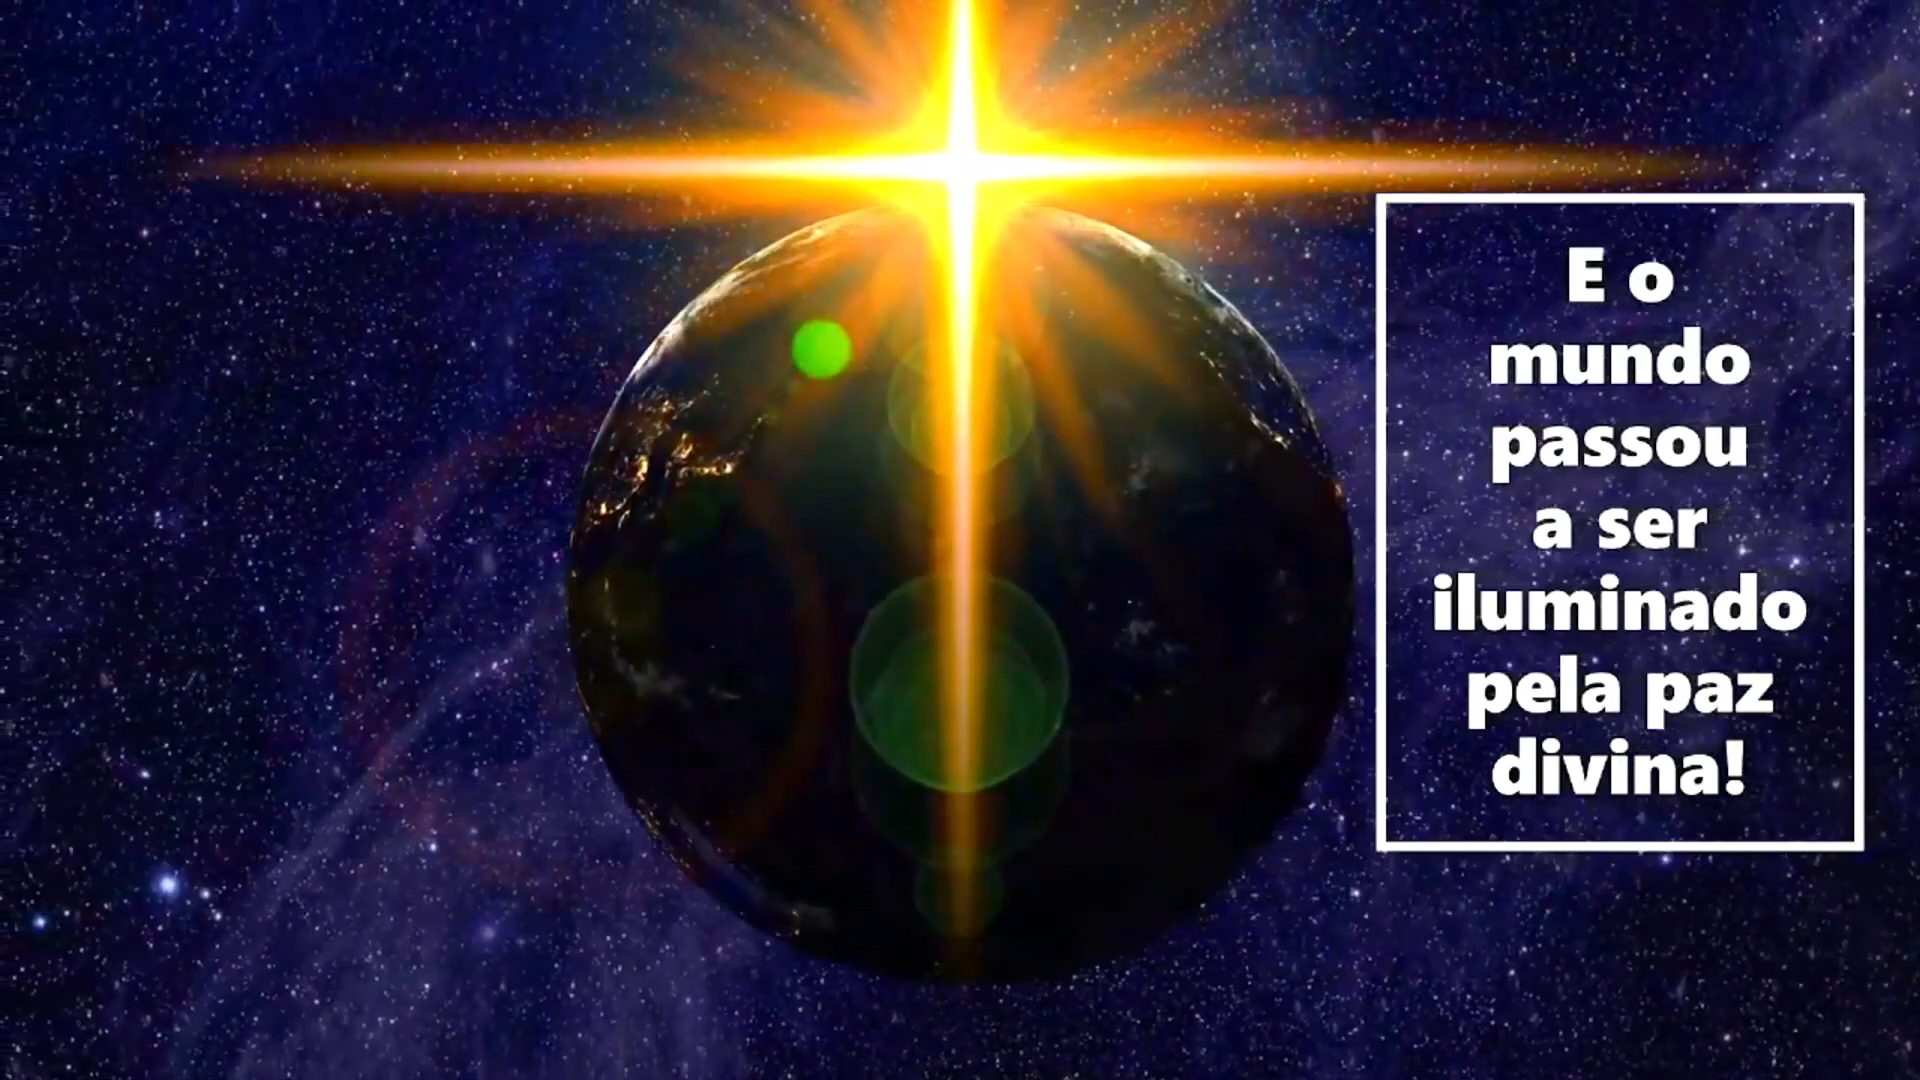 E o
mundo
passou
a ser
iluminado
pela paz
divina!